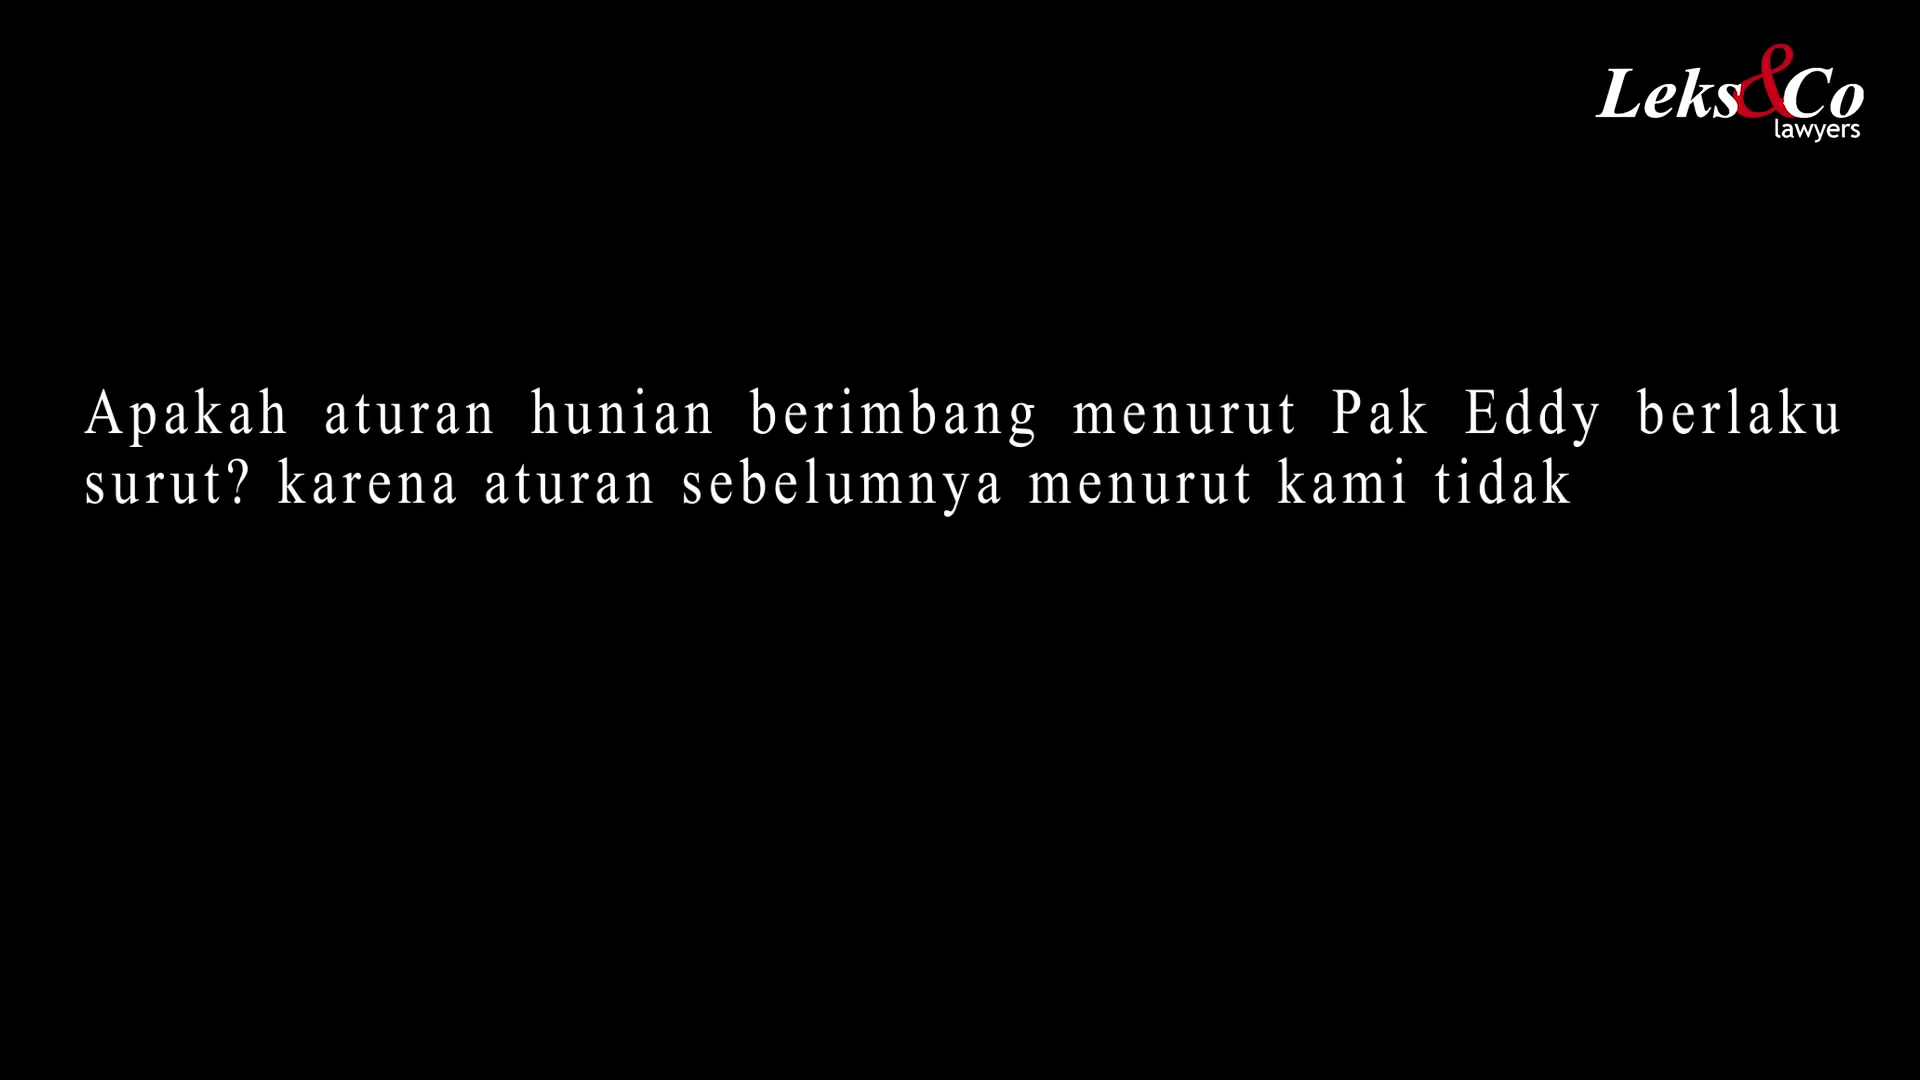 Leks&Co
lawyers
Apakah aturan hunian berimbang menurut Pak Eddy berlaku
surut? karena aturan sebelumnya menurut kami tidak